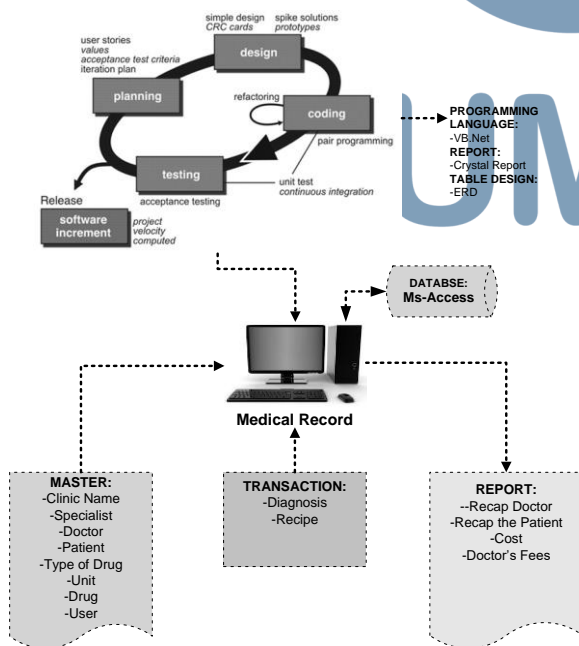 simple design
CRC cards
spike solutions
prototypes
user stories
values
acceptance test criteria
iteration plan
design
planning
refactoring
coding
pair programming
testing
unit test
continuous integration
acceptance testing
Release
software
increment
project
velocity
computed
PROGRAMMING
LANGUAGE:
-VB.Net
REPORT:
-Crystal Report
TABLE DESIGN:
-ERD
UM
DATABSE:
Ms-Access
Medical Record
MASTER:
-Clinic Name
-Specialist
-Doctor
-Patient
-Type of Drug
-Unit
-Drug
-User
TRANSACTION:
-Diagnosis
-Recipe
REPORT:
--Recap Doctor
-Recap the Patient
-Cost
-Doctor's Fees